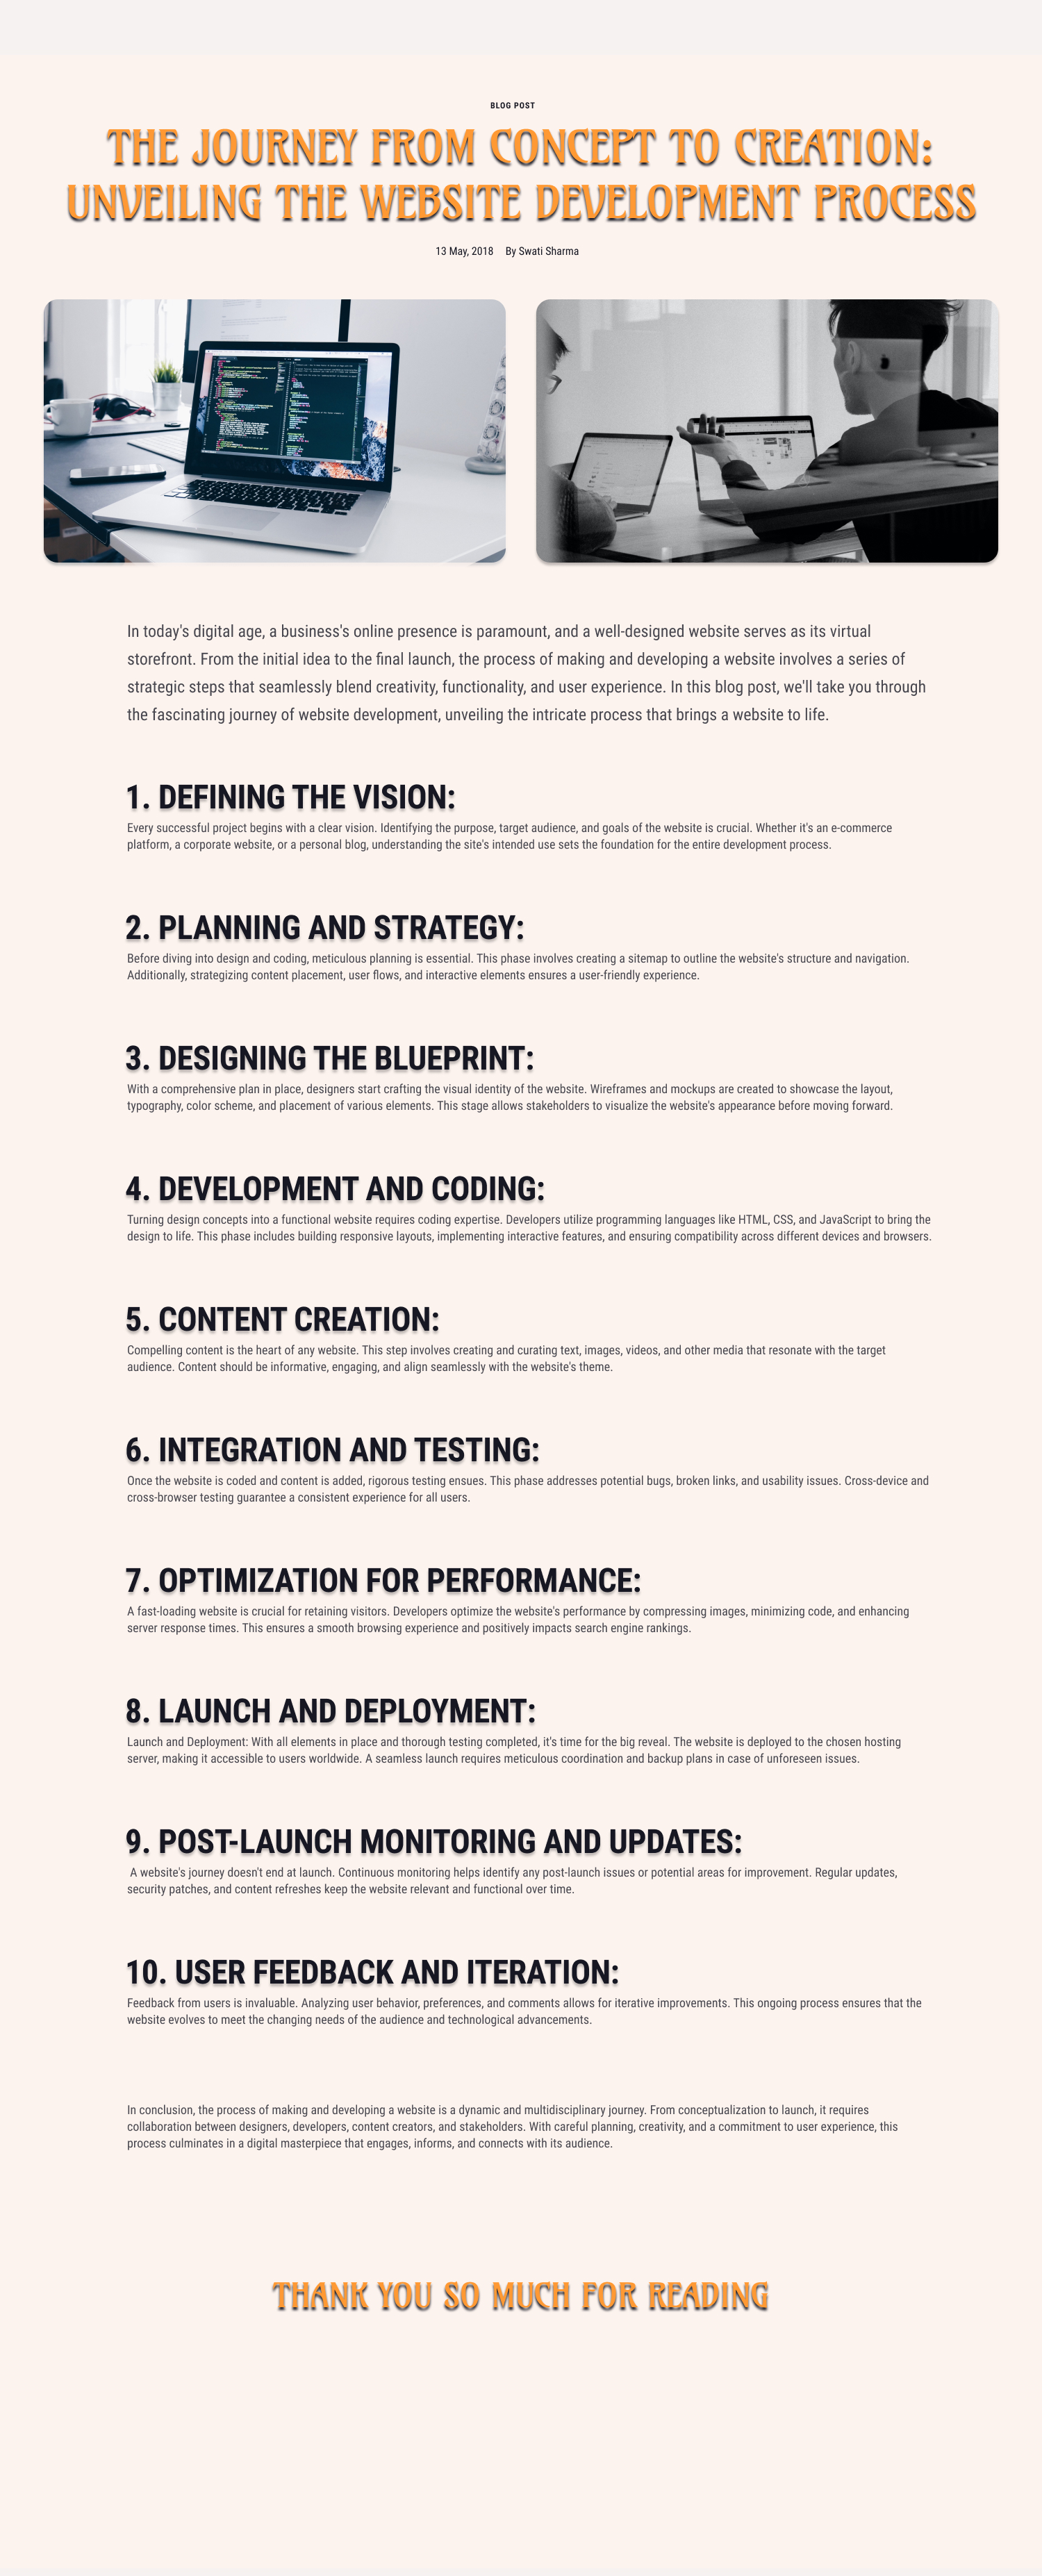 BLOG POST
THE JOURNEY FROM CONCEPT TO CREATION:
UNVEILING THE WEBSITE DEVELOPMENT PROCESS
13 May, 2018 By Swati Sharma
In today's digital age, a business's online presence is paramount, and a well-designed website serves as its virtual
storefront. From the initial idea to the final launch, the process of making and developing a website involves a series of
strategic steps that seamlessly blend creativity, functionality, and user experience. In this blog post, we'll take you through
the fascinating journey of website development, unveiling the intricate process that brings a website to life.
1. DEFINING THE VISION:
Every successful project begins with a clear vision. Identifying the purpose, target audience, and goals of the website is crucial. Whether it's an e-commerce
platform, a corporate website, or a personal blog, understanding the site's intended use sets the foundation for the entire development process.
2. PLANNING AND STRATEGY:
Before diving into design and coding, meticulous planning is essential. This phase involves creating a sitemap to outline the website's structure and navigation.
Additionally, strategizing content placement, user flows, and interactive elements ensures a user-friendly experience.
3. DESIGNING THE BLUEPRINT:
With a comprehensive plan in place, designers start crafting the visual identity of the website. Wireframes and mockups are created to showcase the layout,
typography, color scheme, and placement of various elements. This stage allows stakeholders to visualize the website's appearance before moving forward.
4. DEVELOPMENT AND CODING:
Turning design concepts into a functional website requires coding expertise. Developers utilize programming languages like HTML, CSS, and JavaScript to bring the
design to life. This phase includes building responsive layouts, implementing interactive features, and ensuring compatibility across different devices and browsers.
5. CONTENT CREATION:
Compelling content is the heart of any website. This step involves creating and curating text, images, videos, and other media that resonate with the target
audience. Content should be informative, engaging, and align seamlessly with the website's theme.
6. INTEGRATION AND TESTING:
Once the website is coded and content is added, rigorous testing ensues. This phase addresses potential bugs, broken links, and usability issues. Cross-device and
cross-browser testing guarantee a consistent experience for all users.
7. OPTIMIZATION FOR PERFORMANCE:
A fast-loading website is crucial for retaining visitors. Developers optimize the website's performance by compressing images, minimizing code, and enhancing
server response times. This ensures a smooth browsing experience and positively impacts search engine rankings.
8. LAUNCH AND DEPLOYMENT:
Launch and Deployment: With all elements in place and thorough testing completed, it's time for the big reveal. The website is deployed to the chosen hosting
server, making it accessible to users worldwide. A seamless launch requires meticulous coordination and backup plans in case of unforeseen issues.
9. POST-LAUNCH MONITORING AND UPDATES:
A website's journey doesn't end at launch. Continuous monitoring helps identify any post-launch issues or potential areas for improvement. Regular updates,
security patches, and content refreshes keep the website relevant and functional over time.
10. USER FEEDBACK AND ITERATION:
Feedback from users is invaluable. Analyzing user behavior, preferences, and comments allows for iterative improvements. This ongoing process ensures that the
website evolves to meet the changing needs of the audience and technological advancements.
In conclusion, the process of making and developing a website is a dynamic and multidisciplinary journey. From conceptualization to launch, it requires
collaboration between designers, developers, content creators, and stakeholders. With careful planning, creativity, and a commitment to user experience, this
process culminates in a digital masterpiece that engages, informs, and connects with its audience.
THANK YOU SO MUCH FOR READING